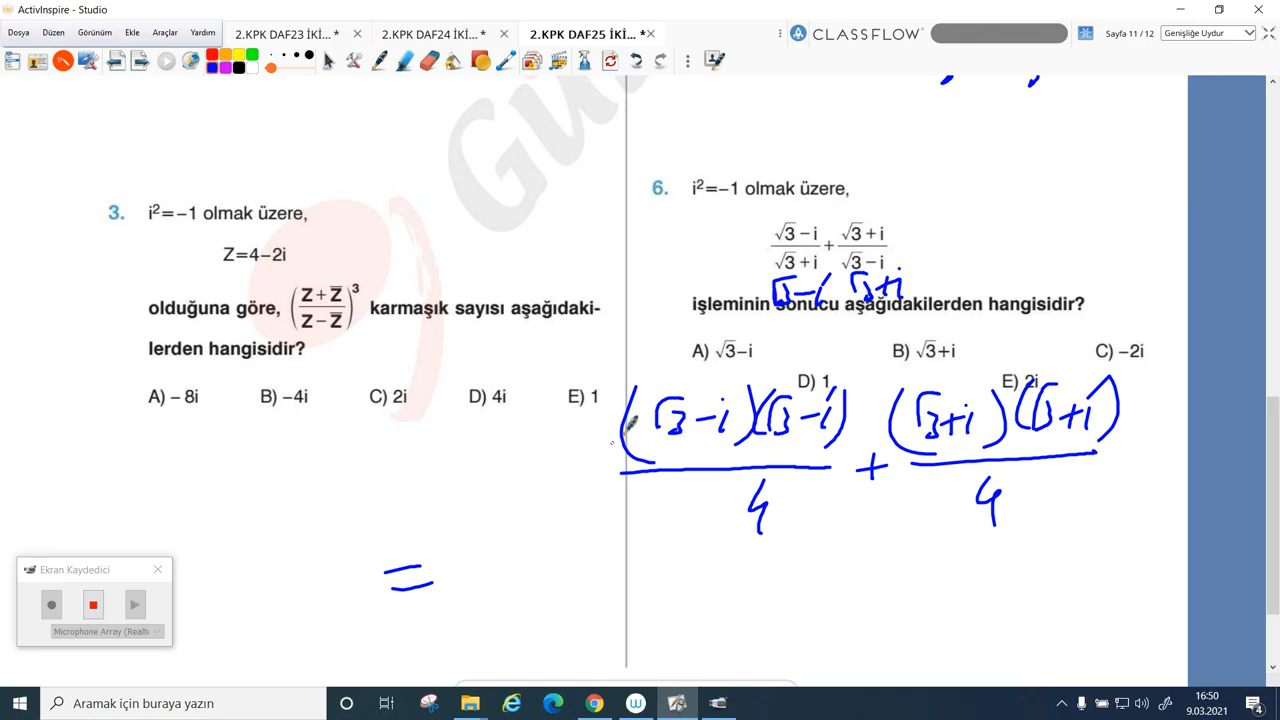 ActivInspire - Studio
Dosya Düzen Görünüm Ekle Araçlar Yardım
2.KPK DAF23 İKİ... * 2.KPK DAF24 İKİ... * 2.KPK DAF25 İKİ... *
CLASSFLOW
Sayfa 11 / 12
Genişliğe Uydur
3. i²=−1 olmak üzere,
Z=4−2i
olduğuna göre, (Z + Z̅ / Z − Z̅)³ karmaşık sayısı aşağıdaki-
lerden hangisidir?
A) − 8i B) −4i C) 2i D) 4i E) 1
6. i²=−1 olmak üzere,
√3 − i / √3 + i + √3 + i / √3 − i
√3−i √3+i
işleminin sonucu aşağıdakilerden hangisidir?
A) √3−i B) √3+i C) −2i
D) 1 E) 2i
(√3−i)(√3−i) / 4 + (√3+i)(√3+i) / 4
=
Ekran Kaydedici
Microphone Array (Realte
Aramak için buraya yazın
16:50
9.03.2021
4